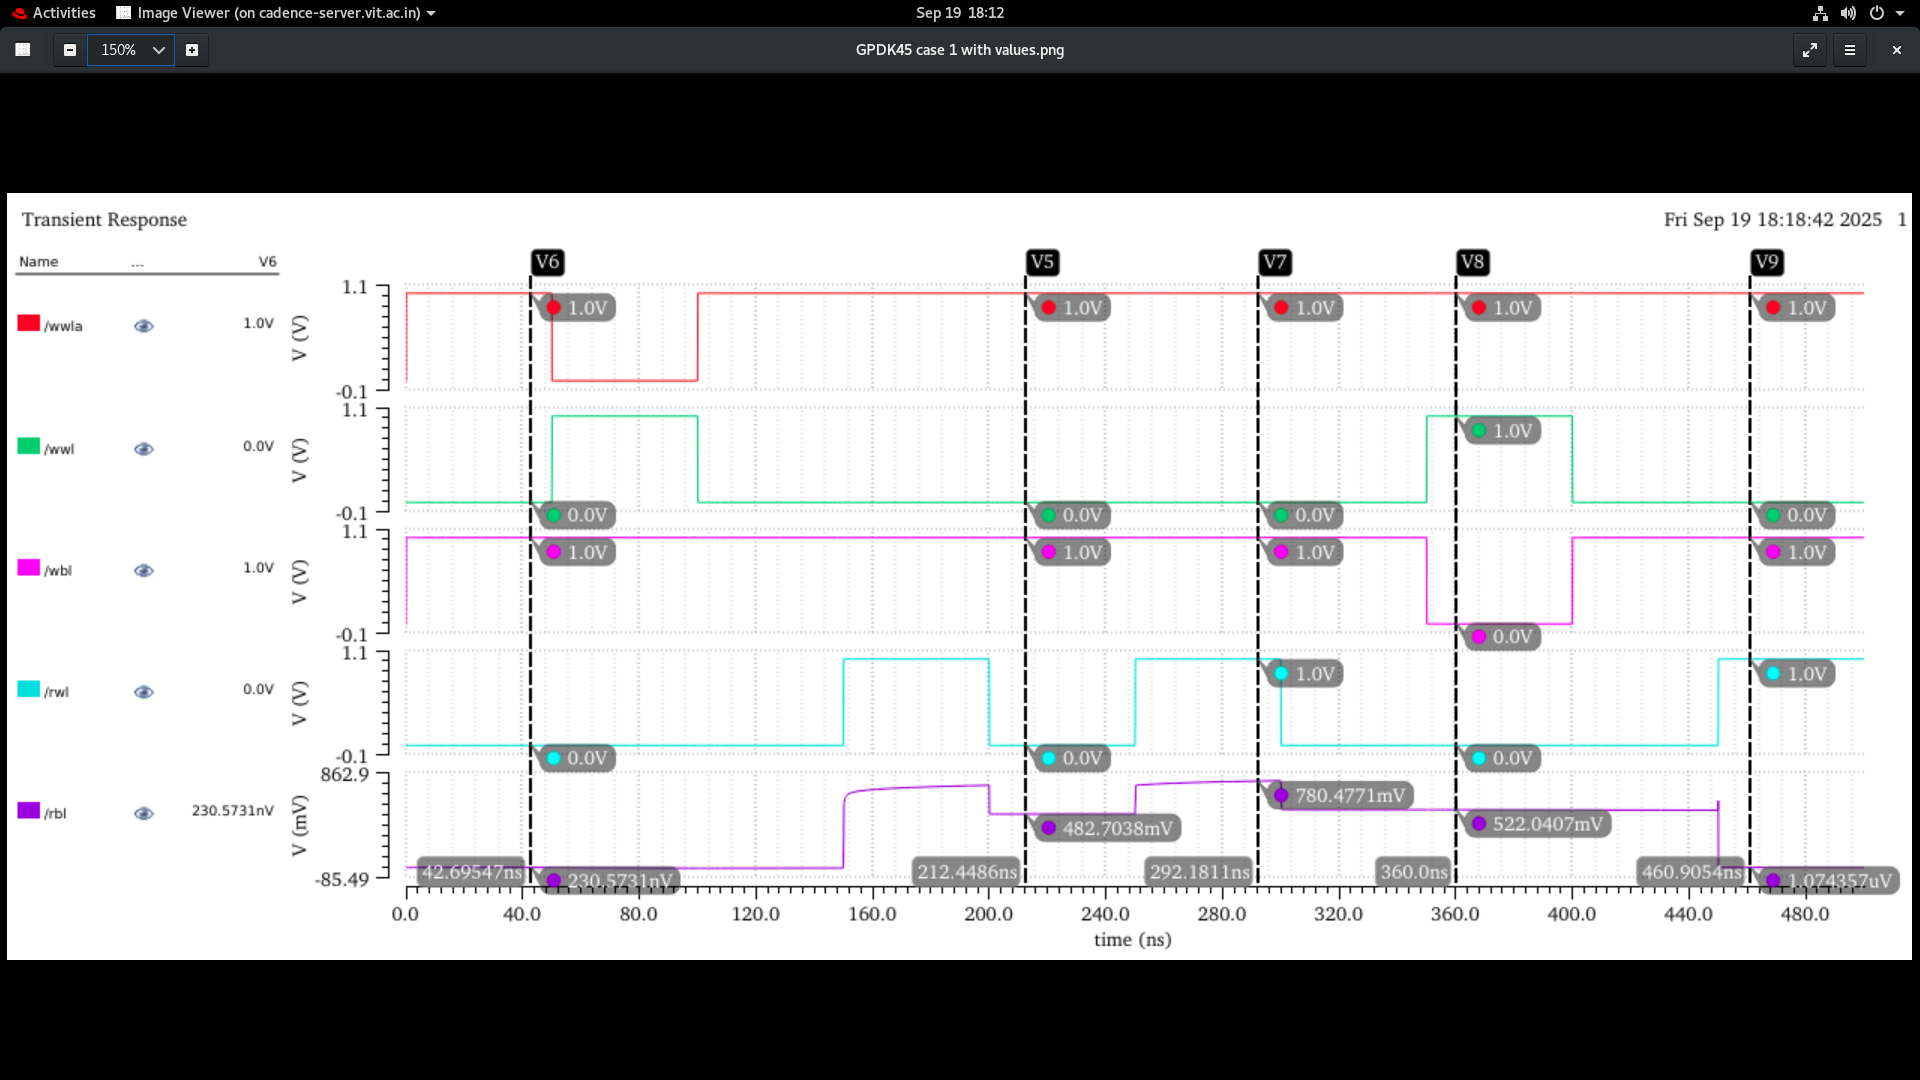 Activities Image Viewer (on cadence-server.vit.ac.in) Sep 19 18:12
150% GPDK45 case 1 with values.png
Transient Response Fri Sep 19 18:18:42 2025 1
Name ... V6
V6 V5 V7 V8 V9
/wwla 1.0V
V (V)
1.1
-0.1
1.0V 1.0V 1.0V 1.0V 1.0V
/wwl 0.0V
V (V)
1.1
-0.1
0.0V 0.0V 0.0V 1.0V 0.0V
/wbl 1.0V
V (V)
1.1
-0.1
1.0V 1.0V 1.0V 0.0V 1.0V
/rwl 0.0V
V (V)
1.1
-0.1
0.0V 0.0V 1.0V 0.0V 1.0V
/rbl 230.5731nV
V (mV)
862.9
-85.49
230.5731nV 482.7038mV 780.4771mV 522.0407mV 1.074357uV
42.69547ns 212.4486ns 292.1811ns 360.0ns 460.9054ns
0.0 40.0 80.0 120.0 160.0 200.0 240.0 280.0 320.0 360.0 400.0 440.0 480.0
time (ns)